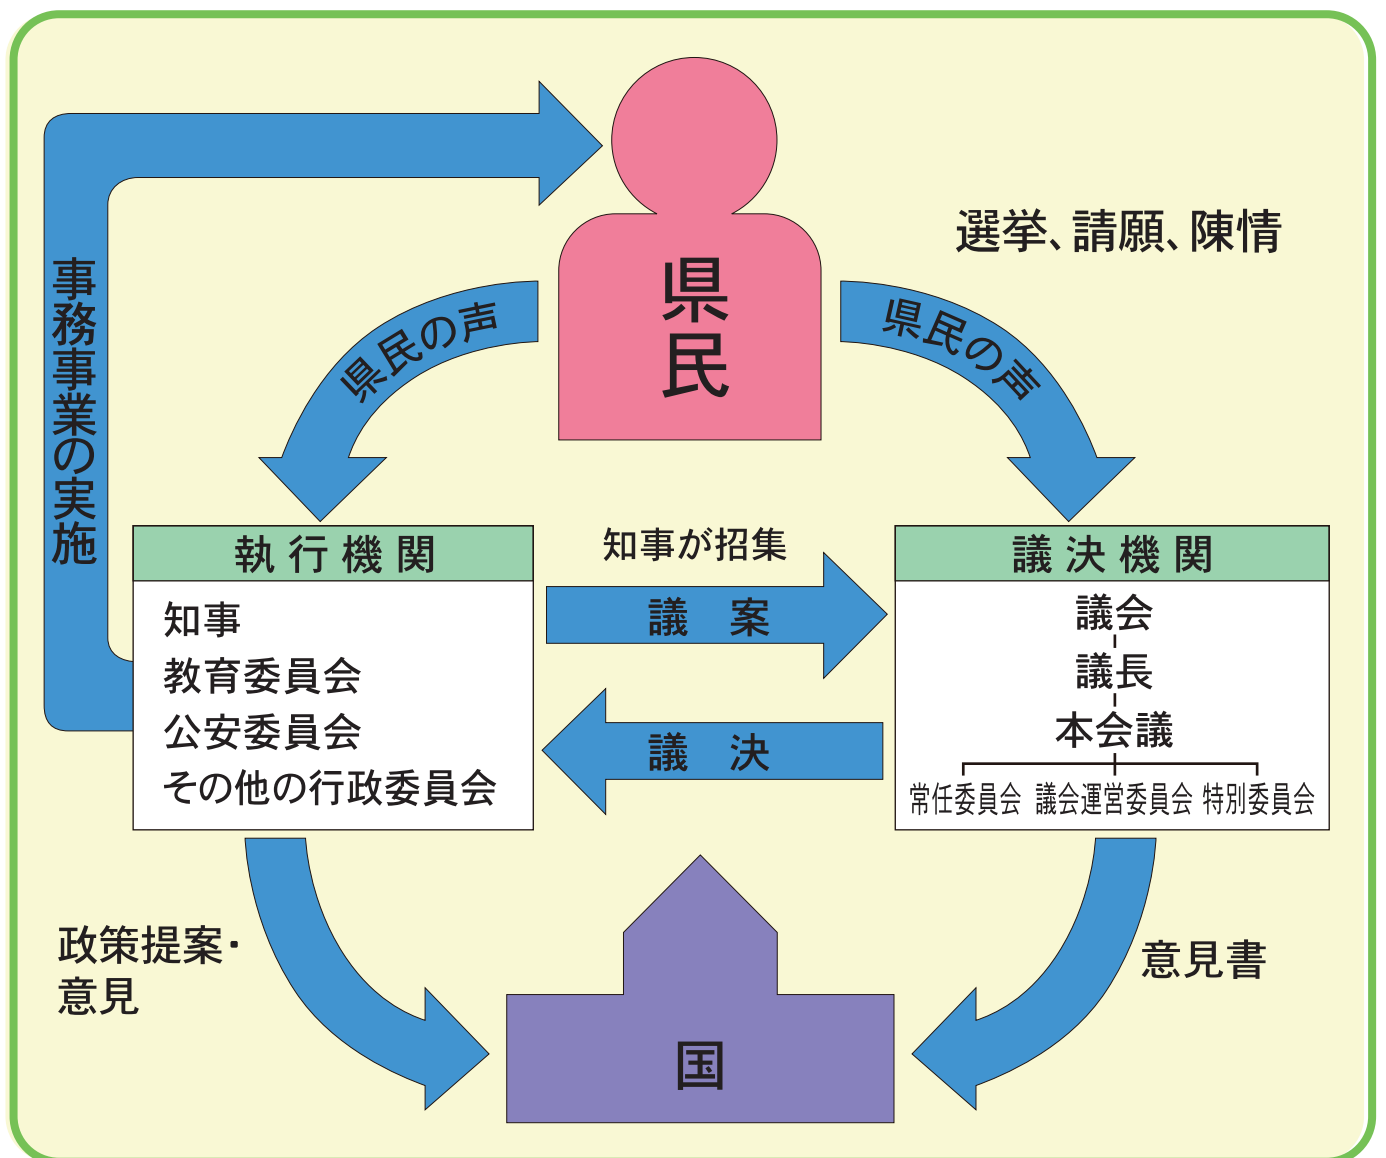 県民
選挙、請願、陳情
県民の声
県民の声
事務事業の実施
執行機関
知事
教育委員会
公安委員会
その他の行政委員会
知事が招集
議 案
議 決
議決機関
議会
議長
本会議
常任委員会 議会運営委員会 特別委員会
政策提案・
意見
意見書
国